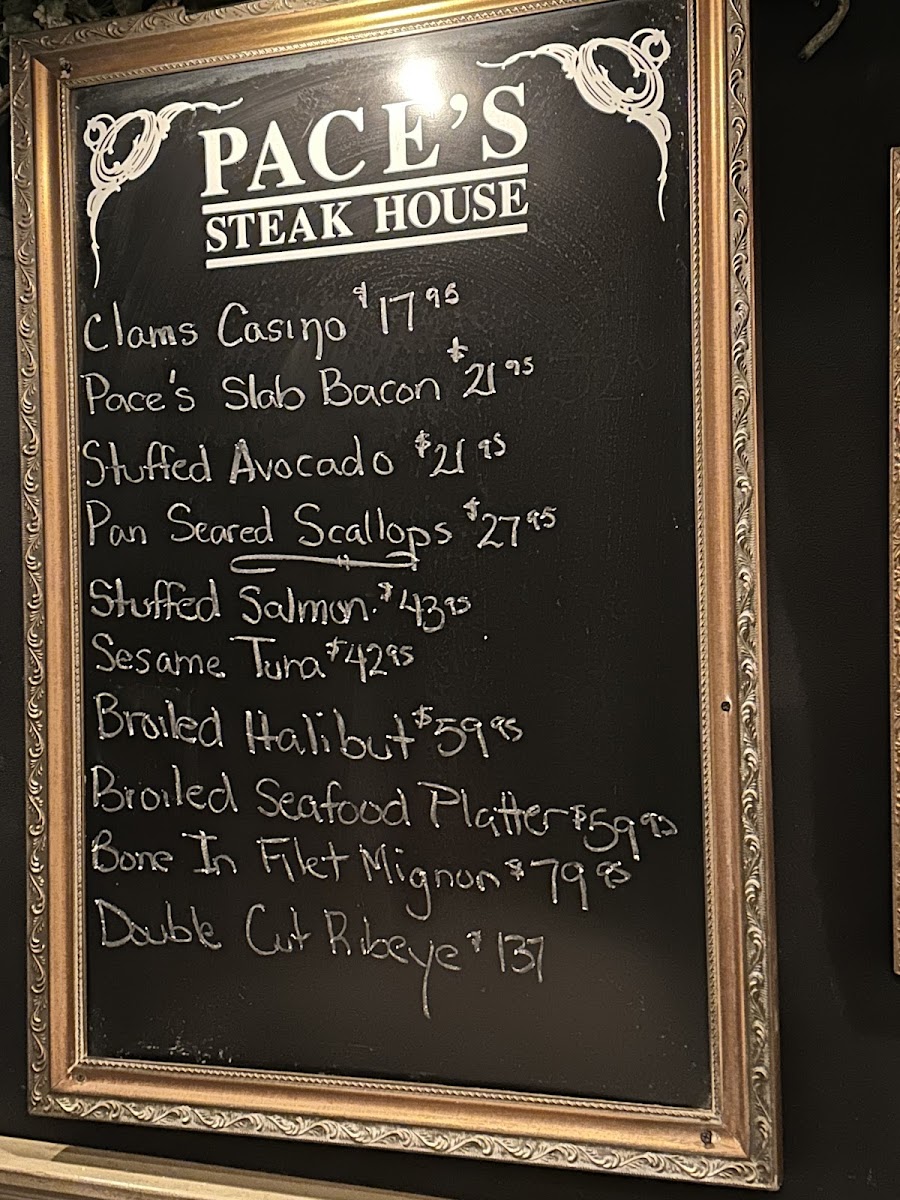 PACE'S
STEAK HOUSE
Clams Casino $17 95
Pace's Slab Bacon $21 95
Stuffed Avocado $21 95
Pan Seared Scallops $27 95
Stuffed Salmon $43 95
Sesame Tuna $42 95
Broiled Halibut $59 95
Broiled Seafood Platter $59 95
Bone In Filet Mignon $79 95
Double Cut Ribeye $137